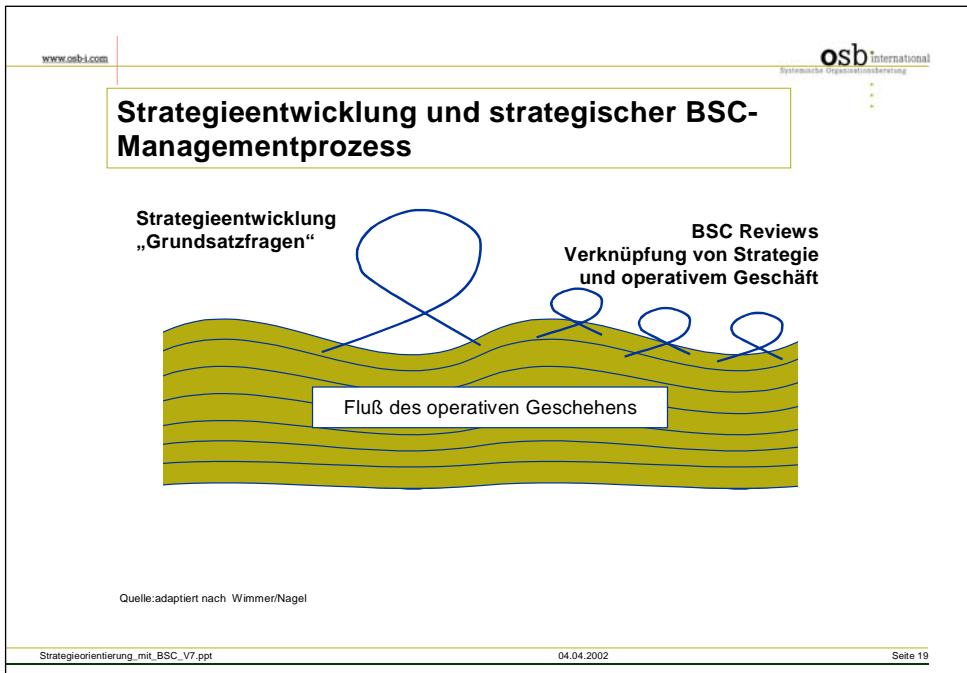 www.osb-i.com
osb international
Systemische Organisationsberatung
Strategieentwicklung und strategischer BSC-
Managementprozess
Strategieentwicklung
„Grundsatzfragen“
BSC Reviews
Verknüpfung von Strategie
und operativem Geschäft
Fluß des operativen Geschehens
Quelle:adaptiert nach Wimmer/Nagel
Strategieorientierung_mit_BSC_V7.ppt 04.04.2002 Seite 19